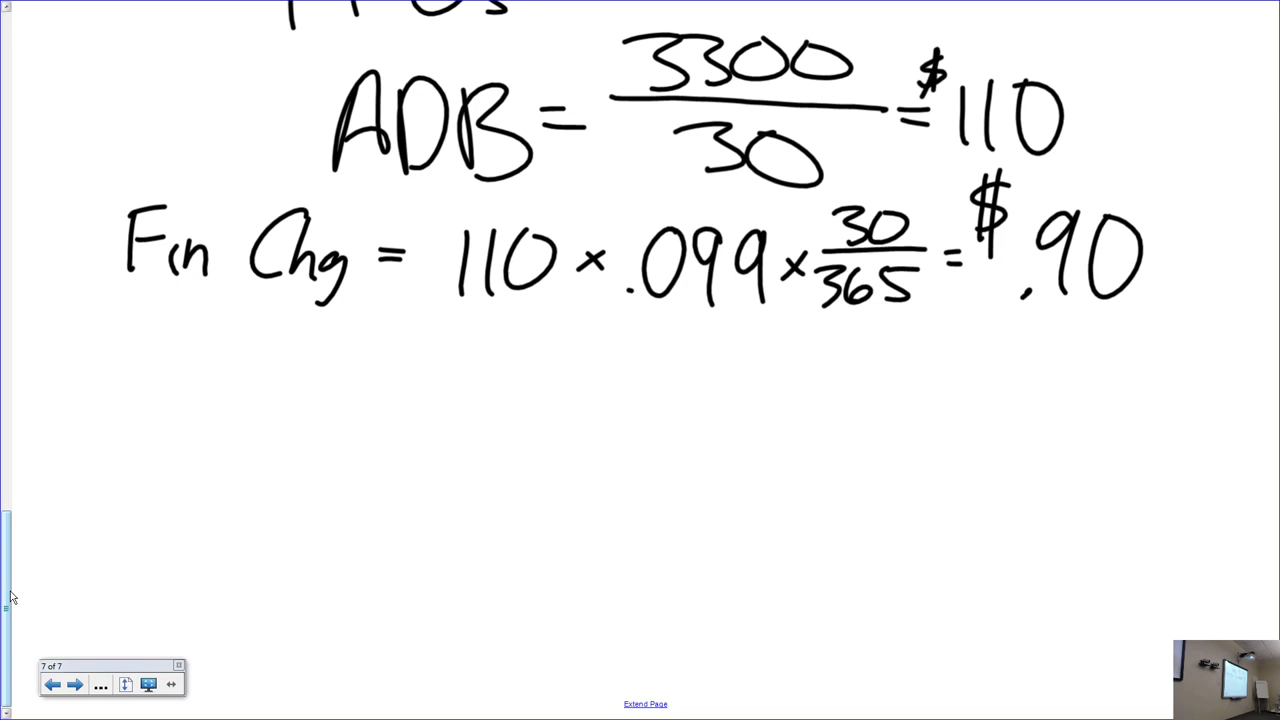 ADB = 3300 / 30 = $110
Fin Chg = 110 × .099 × 30 / 365 = $.90
7 of 7
...
Extend Page